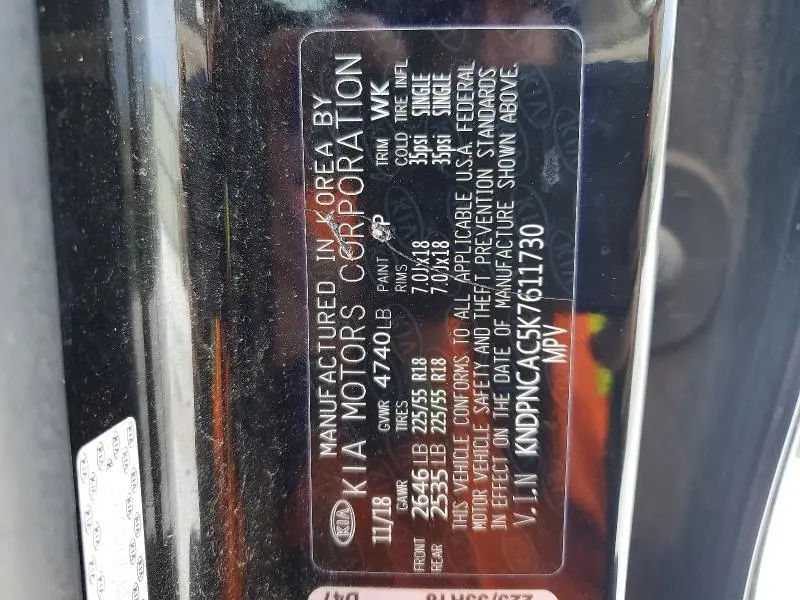 KIA MANUFACTURED IN KOREA BY
KIA MOTORS CORPORATION
11/18 GVWR 4740LB PAINT TRIM WK
GAWR TIRES RIMS COLD TIRE INFL
FRONT 2646LB 225/55 R18 7.0Jx18 35psi SINGLE
REAR 2535LB 225/55 R18 7.0Jx18 35psi SINGLE
THIS VEHICLE CONFORMS TO ALL APPLICABLE U.S.A. FEDERAL
MOTOR VEHICLE SAFETY AND THEFT PREVENTION STANDARDS
IN EFFECT ON THE DATE OF MANUFACTURE SHOWN ABOVE.
V.I.N KNDPNCAC5K7611730
MPV
D47